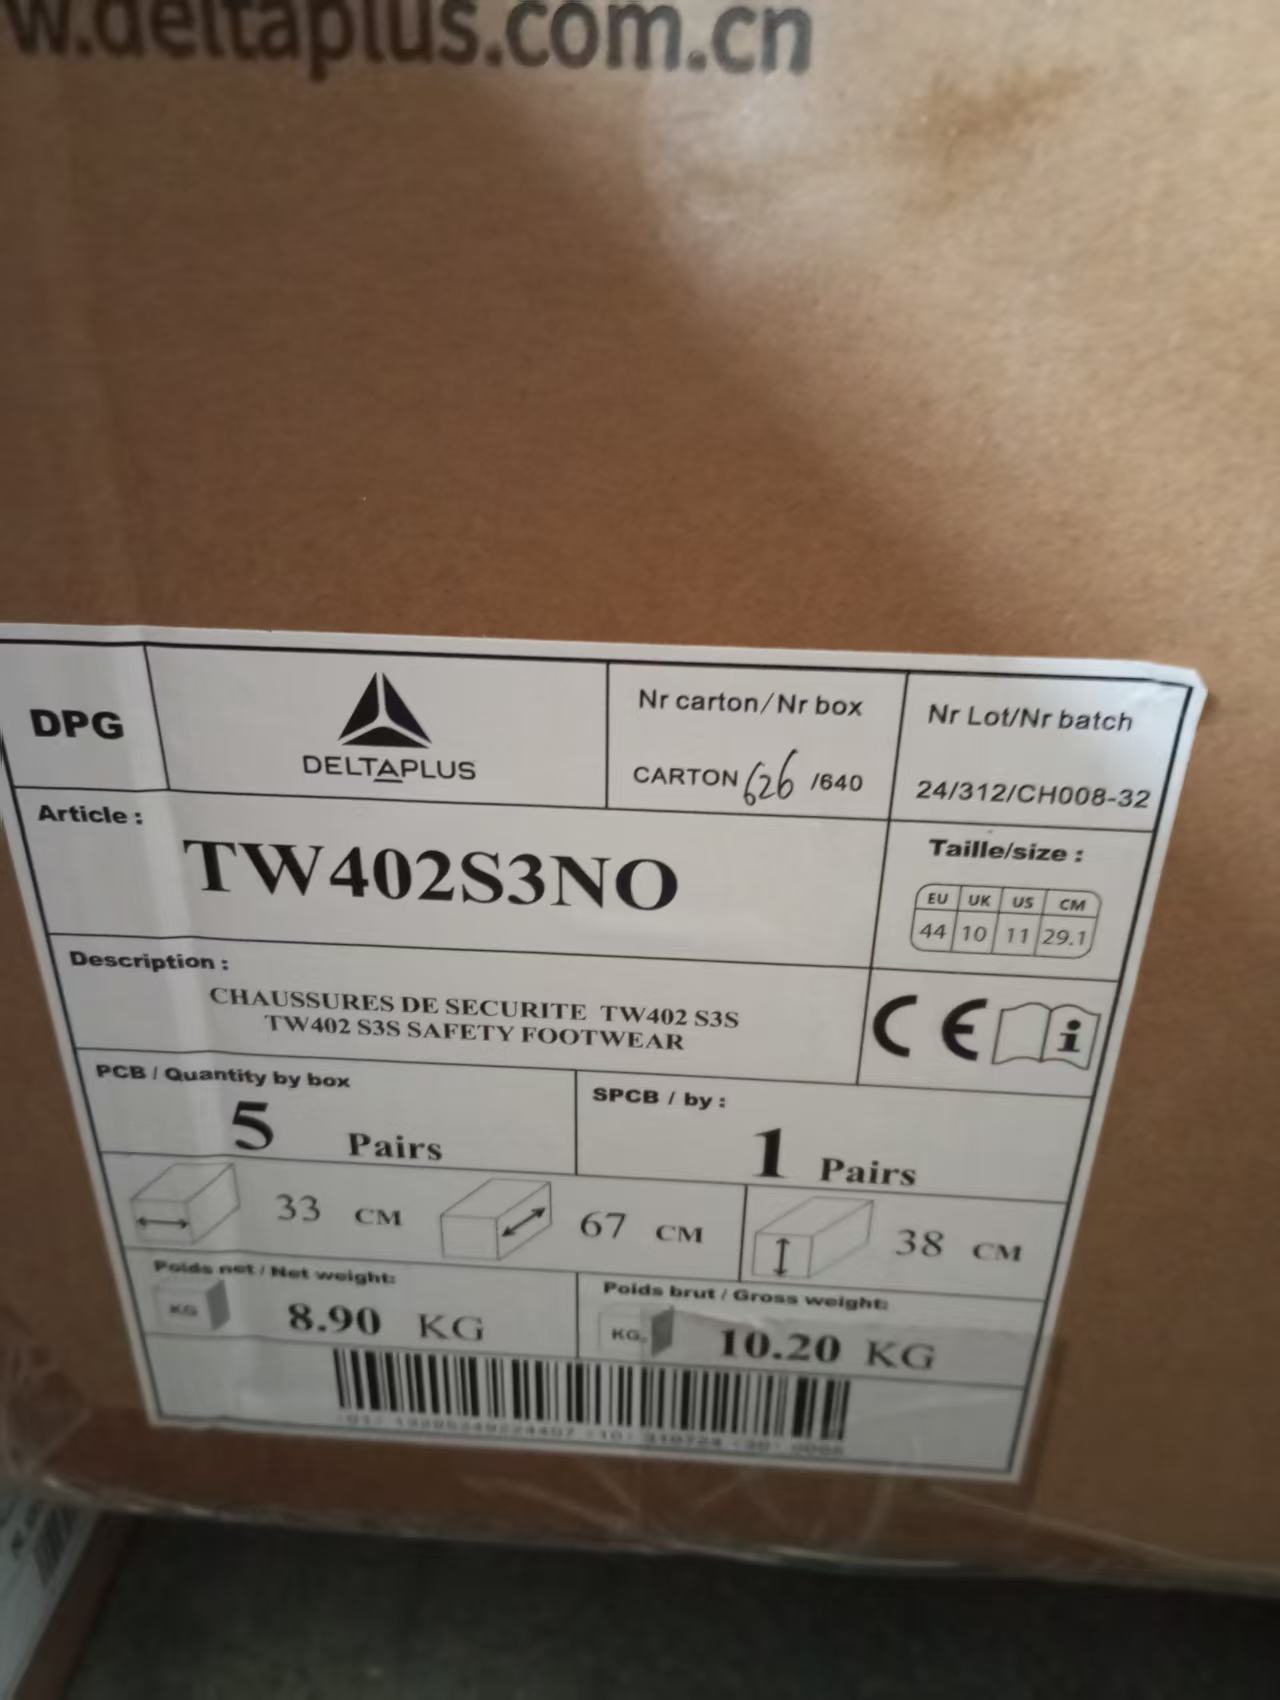 w.deltaplus.com.cn
DPG
DELTAPLUS
Nr carton/Nr box
CARTON 626 /640
Nr Lot/Nr batch
24/312/CH008-32
Article :
TW402S3NO
Taille/size :
EU UK US CM
44 10 11 29.1
Description :
CHAUSSURES DE SECURITE TW402 S3S
TW402 S3S SAFETY FOOTWEAR
CE
i
PCB / Quantity by box
5 Pairs
SPCB / by :
1 Pairs
33 CM
67 CM
38 CM
Poids net / Net weight:
KG
8.90 KG
Poids brut / Gross weight:
KG.
10.20 KG